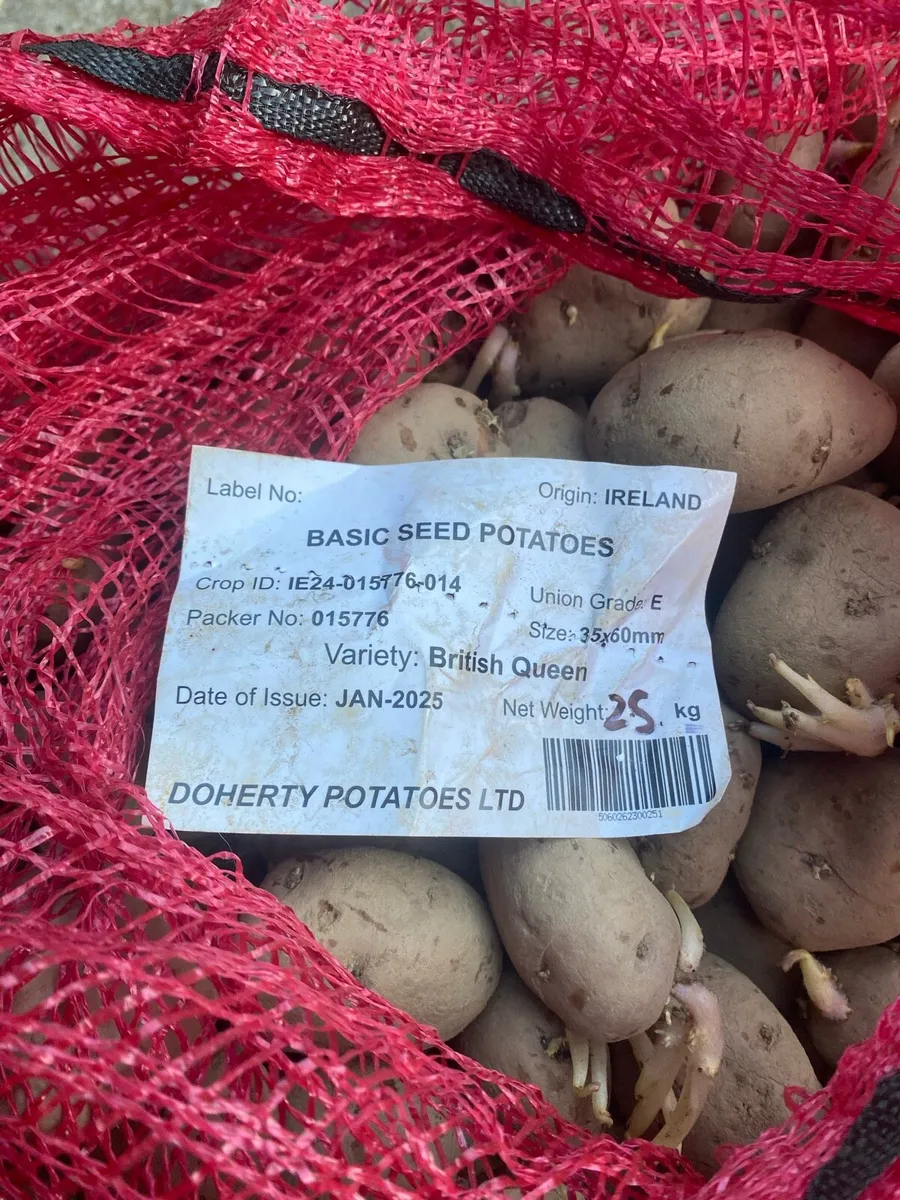 Label No:
Origin: IRELAND
BASIC SEED POTATOES
Crop ID: IE24-015776-014
Union Grade: E
Packer No: 015776
Size: 35x60mm
Variety: British Queen
Date of Issue: JAN-2025
Net Weight: 25 kg
DOHERTY POTATOES LTD
5060262300251